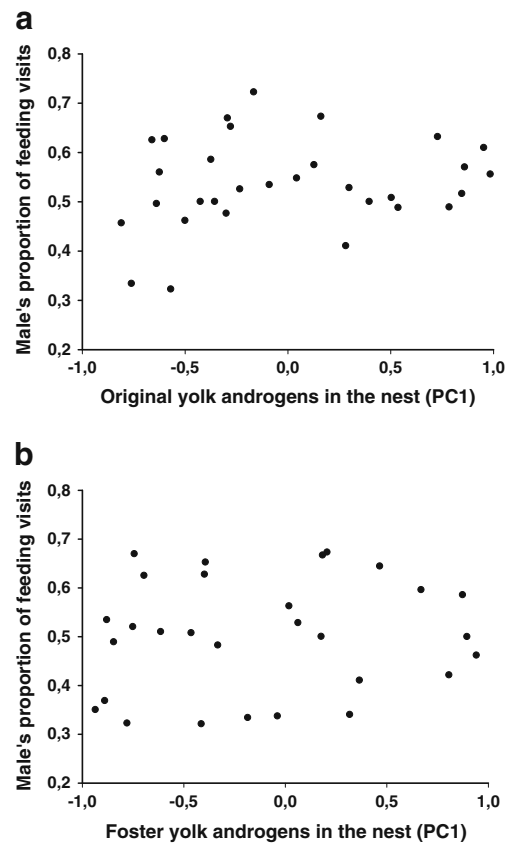 a
Male's proportion of feeding visits
0,8
0,7
0,6
0,5
0,4
0,3
0,2
-1,0 -0,5 0,0 0,5 1,0
Original yolk androgens in the nest (PC1)
b
Male's proportion of feeding visits
0,8
0,7
0,6
0,5
0,4
0,3
0,2
-1,0 -0,5 0,0 0,5 1,0
Foster yolk androgens in the nest (PC1)